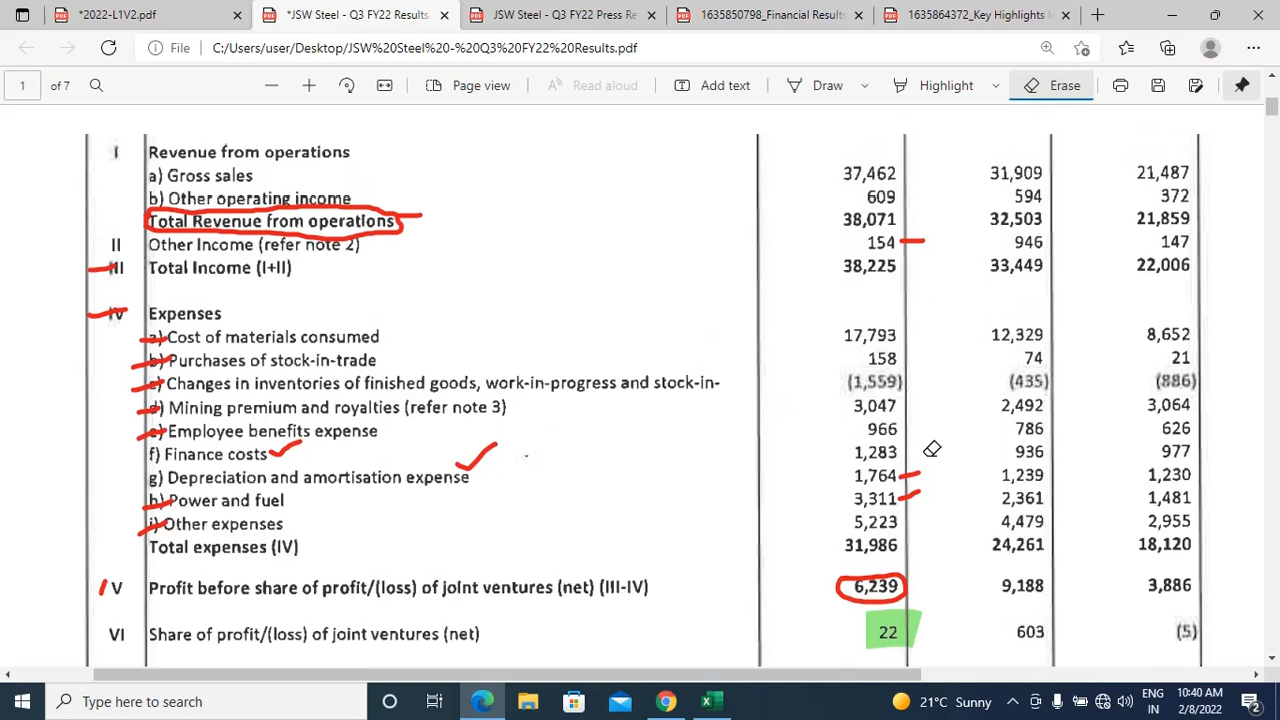 *2022-L1V2.pdf
*JSW Steel - Q3 FY22 Results.
JSW Steel - Q3 FY22 Press Re
1635850798_Financial Results
1635864372_Key Highlights
File C:/Users/user/Desktop/JSW%20Steel%20-%20Q3%20FY22%20Results.pdf
1 of 7 Page view Read aloud Add text Draw Highlight Erase
I Revenue from operations
a) Gross sales 37,462 31,909 21,487
b) Other operating income 609 594 372
Total Revenue from operations 38,071 32,503 21,859
II Other Income (refer note 2) 154 946 147
III Total Income (I+II) 38,225 33,449 22,006
IV Expenses
a) Cost of materials consumed 17,793 12,329 8,652
b) Purchases of stock-in-trade 158 74 21
c) Changes in inventories of finished goods, work-in-progress and stock-in- (1,559) (435) (886)
d) Mining premium and royalties (refer note 3) 3,047 2,492 3,064
e) Employee benefits expense 966 786 626
f) Finance costs 1,283 936 977
g) Depreciation and amortisation expense 1,764 1,239 1,230
h) Power and fuel 3,311 2,361 1,481
i) Other expenses 5,223 4,479 2,955
Total expenses (IV) 31,986 24,261 18,120
V Profit before share of profit/(loss) of joint ventures (net) (III-IV) 6,239 9,188 3,886
VI Share of profit/(loss) of joint ventures (net) 22 603 (5)
Type here to search
21°C Sunny
ENG
IN
10:40 AM
2/8/2022
2